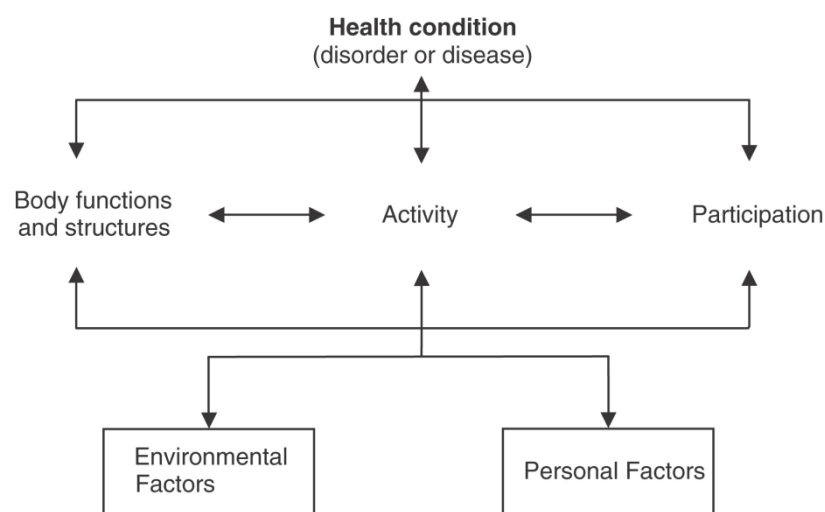 Health condition
(disorder or disease)
Body functions
and structures
Activity
Participation
Environmental
Factors
Personal Factors